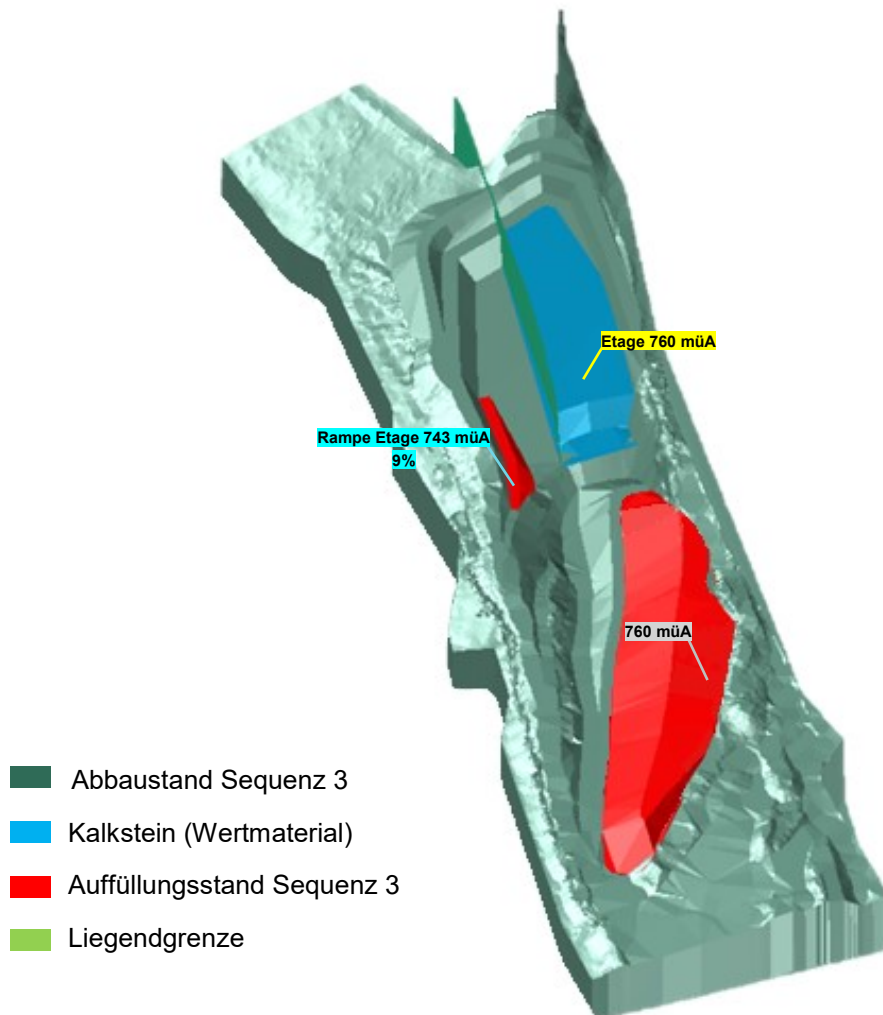 Etage 760 müA
Rampe Etage 743 müA
9%
760 müA
Abbaustand Sequenz 3
Kalkstein (Wertmaterial)
Auffüllungsstand Sequenz 3
Liegendgrenze